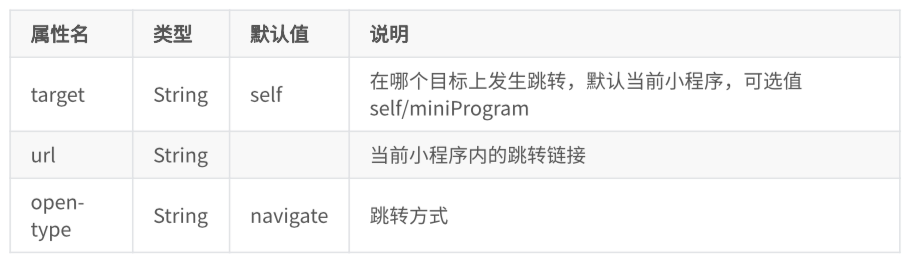 属性名 类型 默认值 说明
target String self 在哪个目标上发生跳转，默认当前小程序，可选值
self/miniProgram
url String 当前小程序内的跳转链接
open-
type String navigate 跳转方式